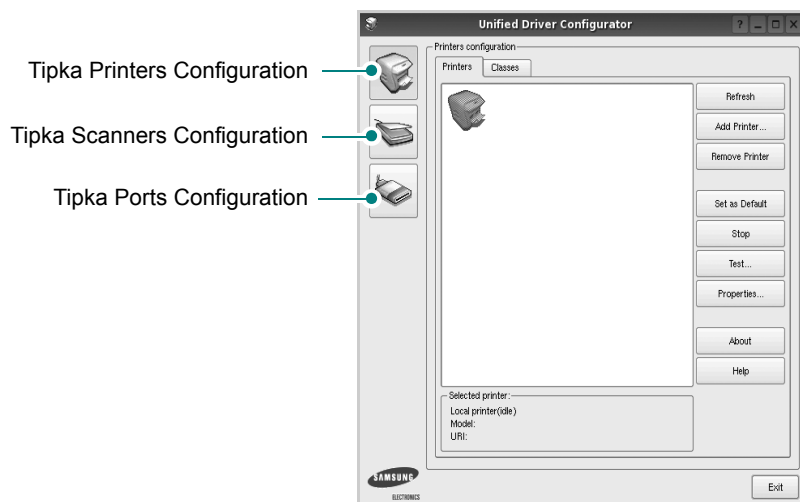 Unified Driver Configurator
?
Tipka Printers Configuration
Tipka Scanners Configuration
Tipka Ports Configuration
Printers configuration
Printers
Classes
Refresh
Add Printer...
Remove Printer
Set as Default
Stop
Test...
Properties...
About
Help
Selected printer:
Local printer(idle)
Model:
URI:
SAMSUNG
ELECTRONICS
Exit